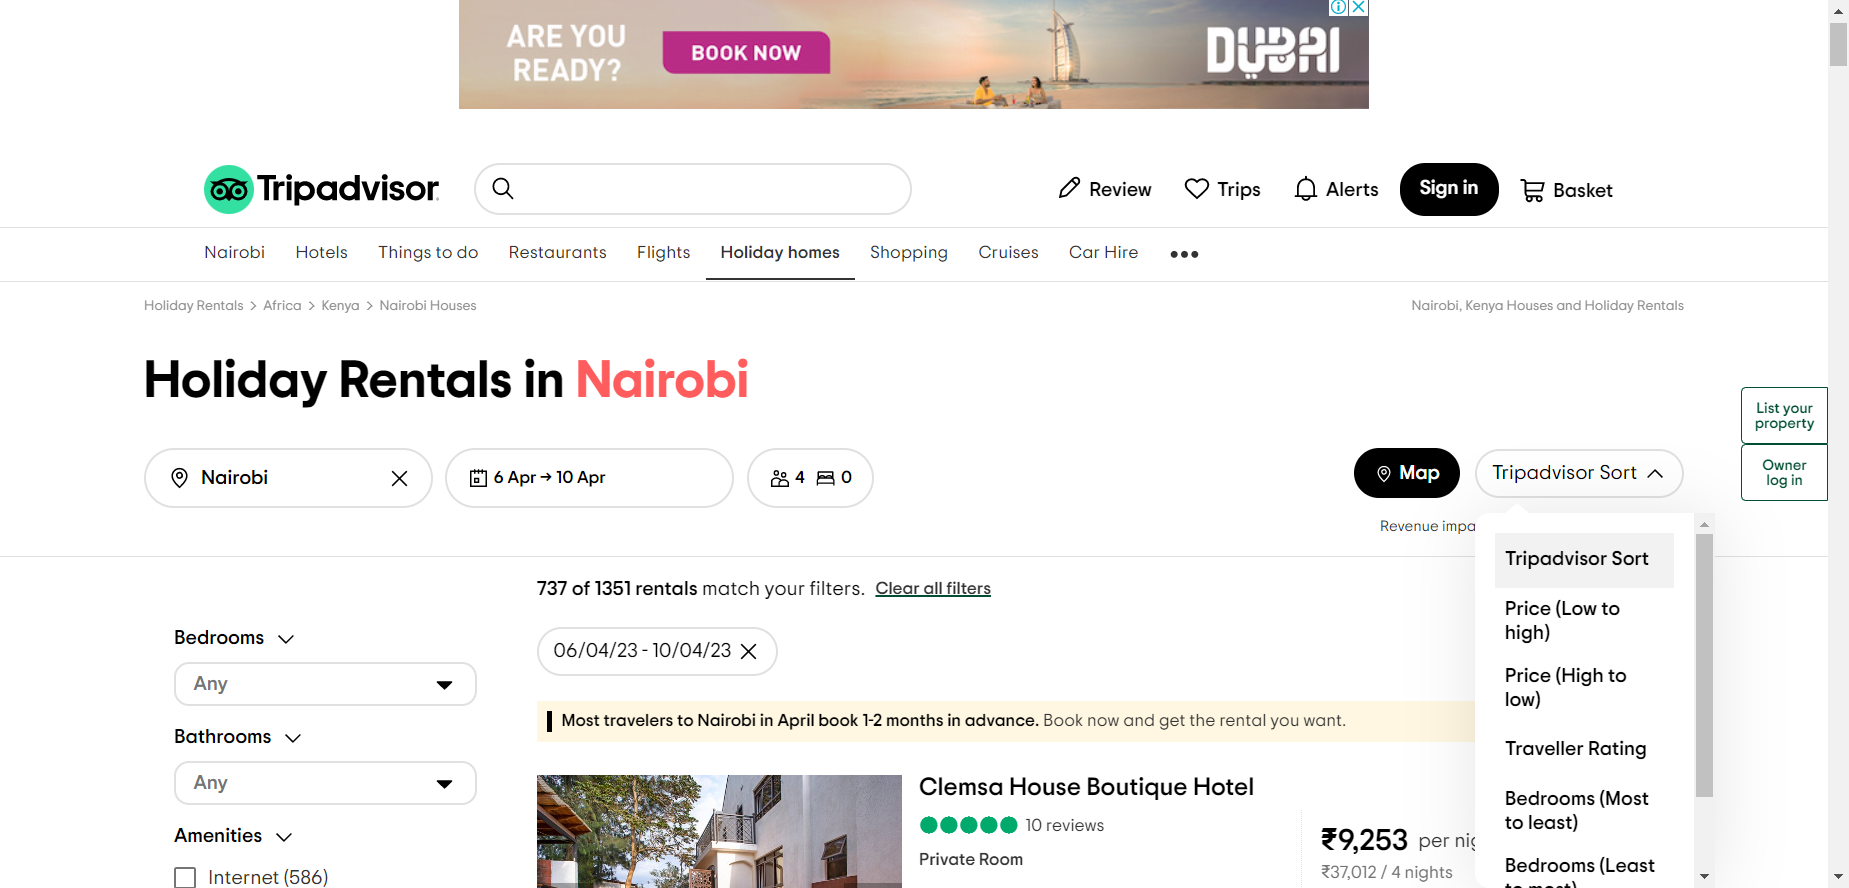 ARE YOU
READY?
BOOK NOW
DUBAI
Tripadvisor
Review
Trips
Alerts
Sign in
Basket
Nairobi
Hotels
Things to do
Restaurants
Flights
Holiday homes
Shopping
Cruises
Car Hire
Holiday Rentals > Africa > Kenya > Nairobi Houses
Nairobi, Kenya Houses and Holiday Rentals
Holiday Rentals in Nairobi
List your
property
Owner
log in
Nairobi
6 Apr → 10 Apr
4
0
Map
Tripadvisor Sort
Revenue impa
Tripadvisor Sort
Price (Low to
high)
Price (High to
low)
Traveller Rating
Bedrooms (Most
to least)
Bedrooms (Least
to most)
737 of 1351 rentals match your filters. Clear all filters
06/04/23 - 10/04/23
Bedrooms
Any
Bathrooms
Any
Amenities
Internet (586)
Most travelers to Nairobi in April book 1-2 months in advance. Book now and get the rental you want.
Clemsa House Boutique Hotel
10 reviews
Private Room
₹9,253 per nig
₹37,012 / 4 nights